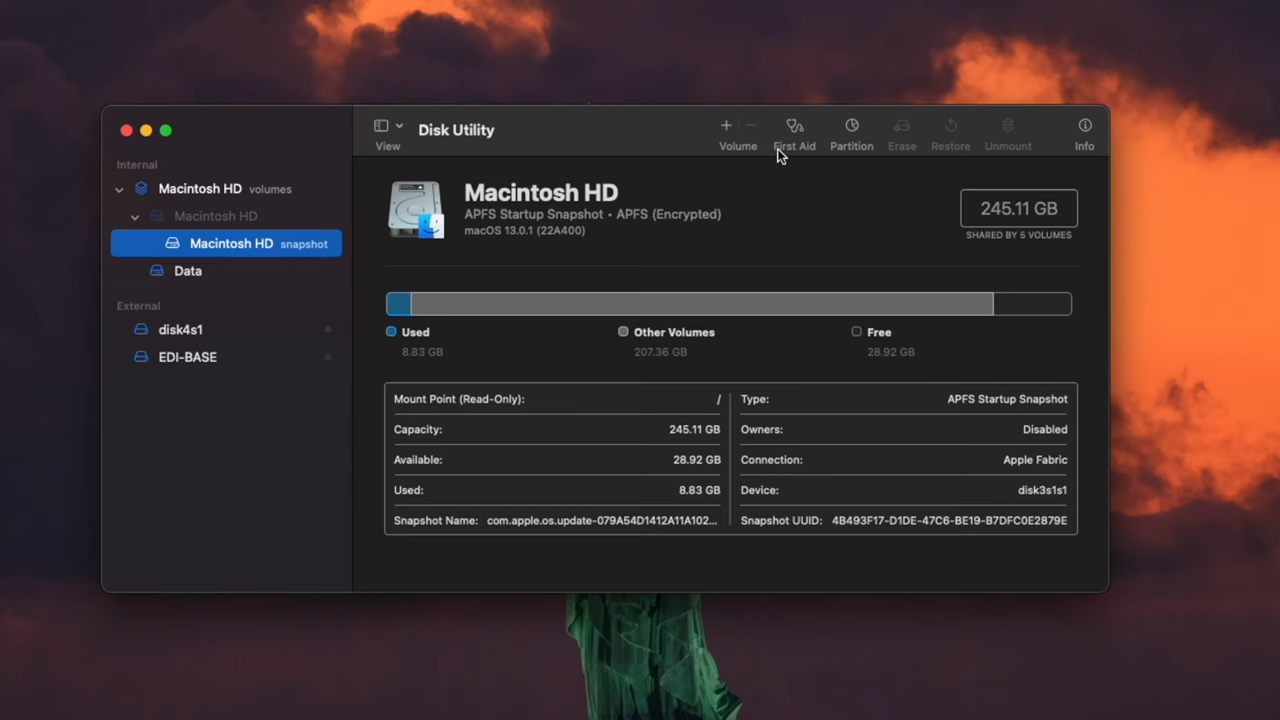 Disk Utility
View
Volume
First Aid
Partition
Erase
Restore
Unmount
Info
Internal
Macintosh HD volumes
Macintosh HD
Macintosh HD snapshot
Data
External
disk4s1
EDI-BASE
Macintosh HD
APFS Startup Snapshot • APFS (Encrypted)
macOS 13.0.1 (22A400)
245.11 GB
SHARED BY 5 VOLUMES
Used
8.83 GB
Other Volumes
207.36 GB
Free
28.92 GB
Mount Point (Read-Only): /
Capacity: 245.11 GB
Available: 28.92 GB
Used: 8.83 GB
Snapshot Name: com.apple.os.update-079A54D1412A11A102...
Type: APFS Startup Snapshot
Owners: Disabled
Connection: Apple Fabric
Device: disk3s1s1
Snapshot UUID: 4B493F17-D1DE-47C6-BE19-B7DFC0E2879E